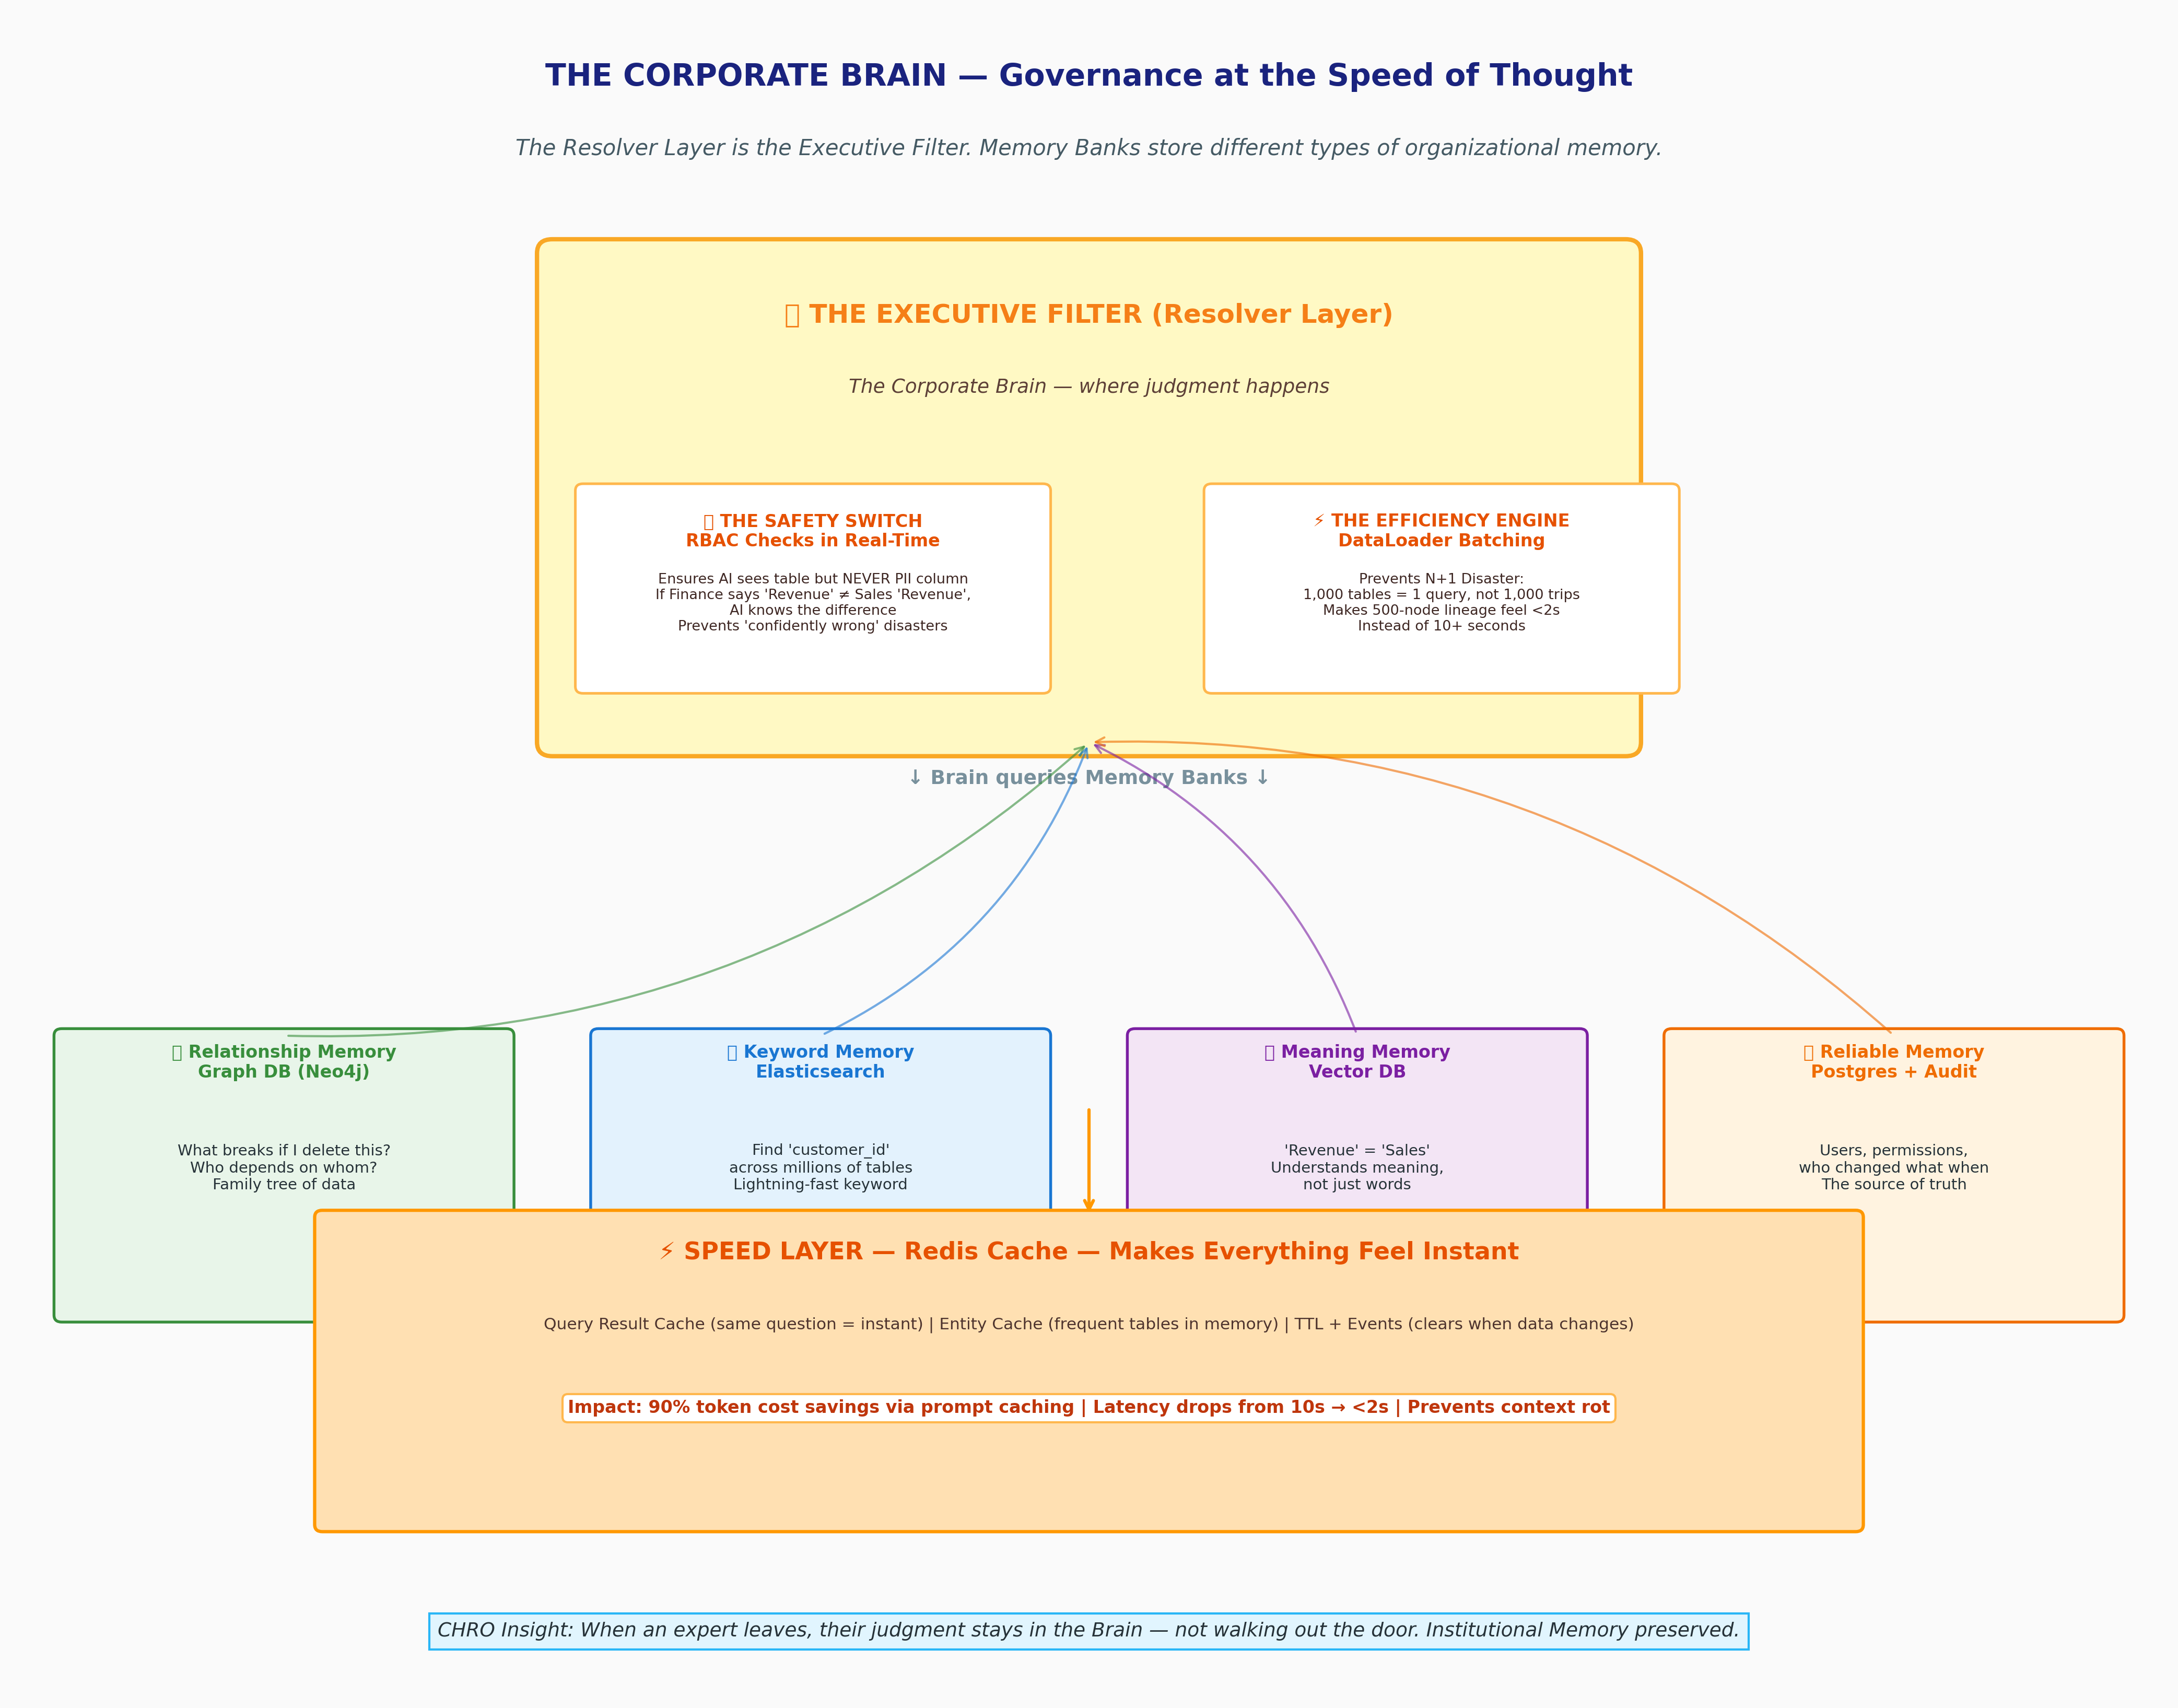 THE CORPORATE BRAIN — Governance at the Speed of Thought
The Resolver Layer is the Executive Filter. Memory Banks store different types of organizational memory.
▯ THE EXECUTIVE FILTER (Resolver Layer)
The Corporate Brain — where judgment happens
▯ THE SAFETY SWITCH
RBAC Checks in Real-Time
Ensures AI sees table but NEVER PII column
If Finance says 'Revenue' ≠ Sales 'Revenue',
AI knows the difference
Prevents 'confidently wrong' disasters
⚡ THE EFFICIENCY ENGINE
DataLoader Batching
Prevents N+1 Disaster:
1,000 tables = 1 query, not 1,000 trips
Makes 500-node lineage feel <2s
Instead of 10+ seconds
↓ Brain queries Memory Banks ↓
▯ Relationship Memory
Graph DB (Neo4j)
What breaks if I delete this?
Who depends on whom?
Family tree of data
▯ Keyword Memory
Elasticsearch
Find 'customer_id'
across millions of tables
Lightning-fast keyword
▯ Meaning Memory
Vector DB
'Revenue' = 'Sales'
Understands meaning,
not just words
▯ Reliable Memory
Postgres + Audit
Users, permissions,
who changed what when
The source of truth
⚡ SPEED LAYER — Redis Cache — Makes Everything Feel Instant
Query Result Cache (same question = instant) | Entity Cache (frequent tables in memory) | TTL + Events (clears when data changes)
Impact: 90% token cost savings via prompt caching | Latency drops from 10s → <2s | Prevents context rot
CHRO Insight: When an expert leaves, their judgment stays in the Brain — not walking out the door. Institutional Memory preserved.